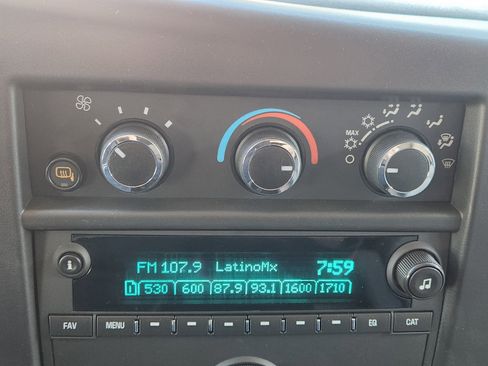 MAX
FM 107.9 LatinoMx 7:59
1 530 600 87.9 93.1 1600 1710
FAV MENU EQ CAT